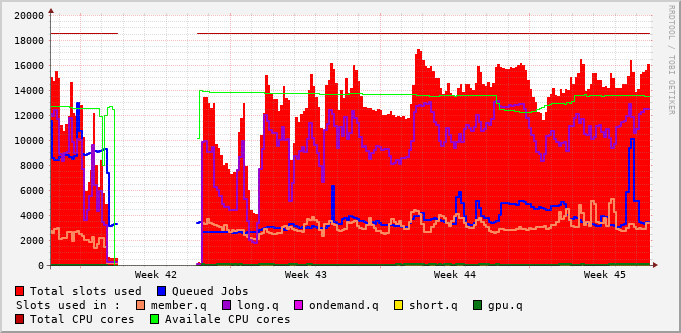 20000
18000
16000
14000
12000
10000
8000
6000
4000
2000
0
Week 42 Week 43 Week 44 Week 45
RRDTOOL / TOBI OETIKER
Total slots used Queued Jobs
Slots used in : member.q long.q ondemand.q short.q gpu.q
Total CPU cores Availale CPU cores